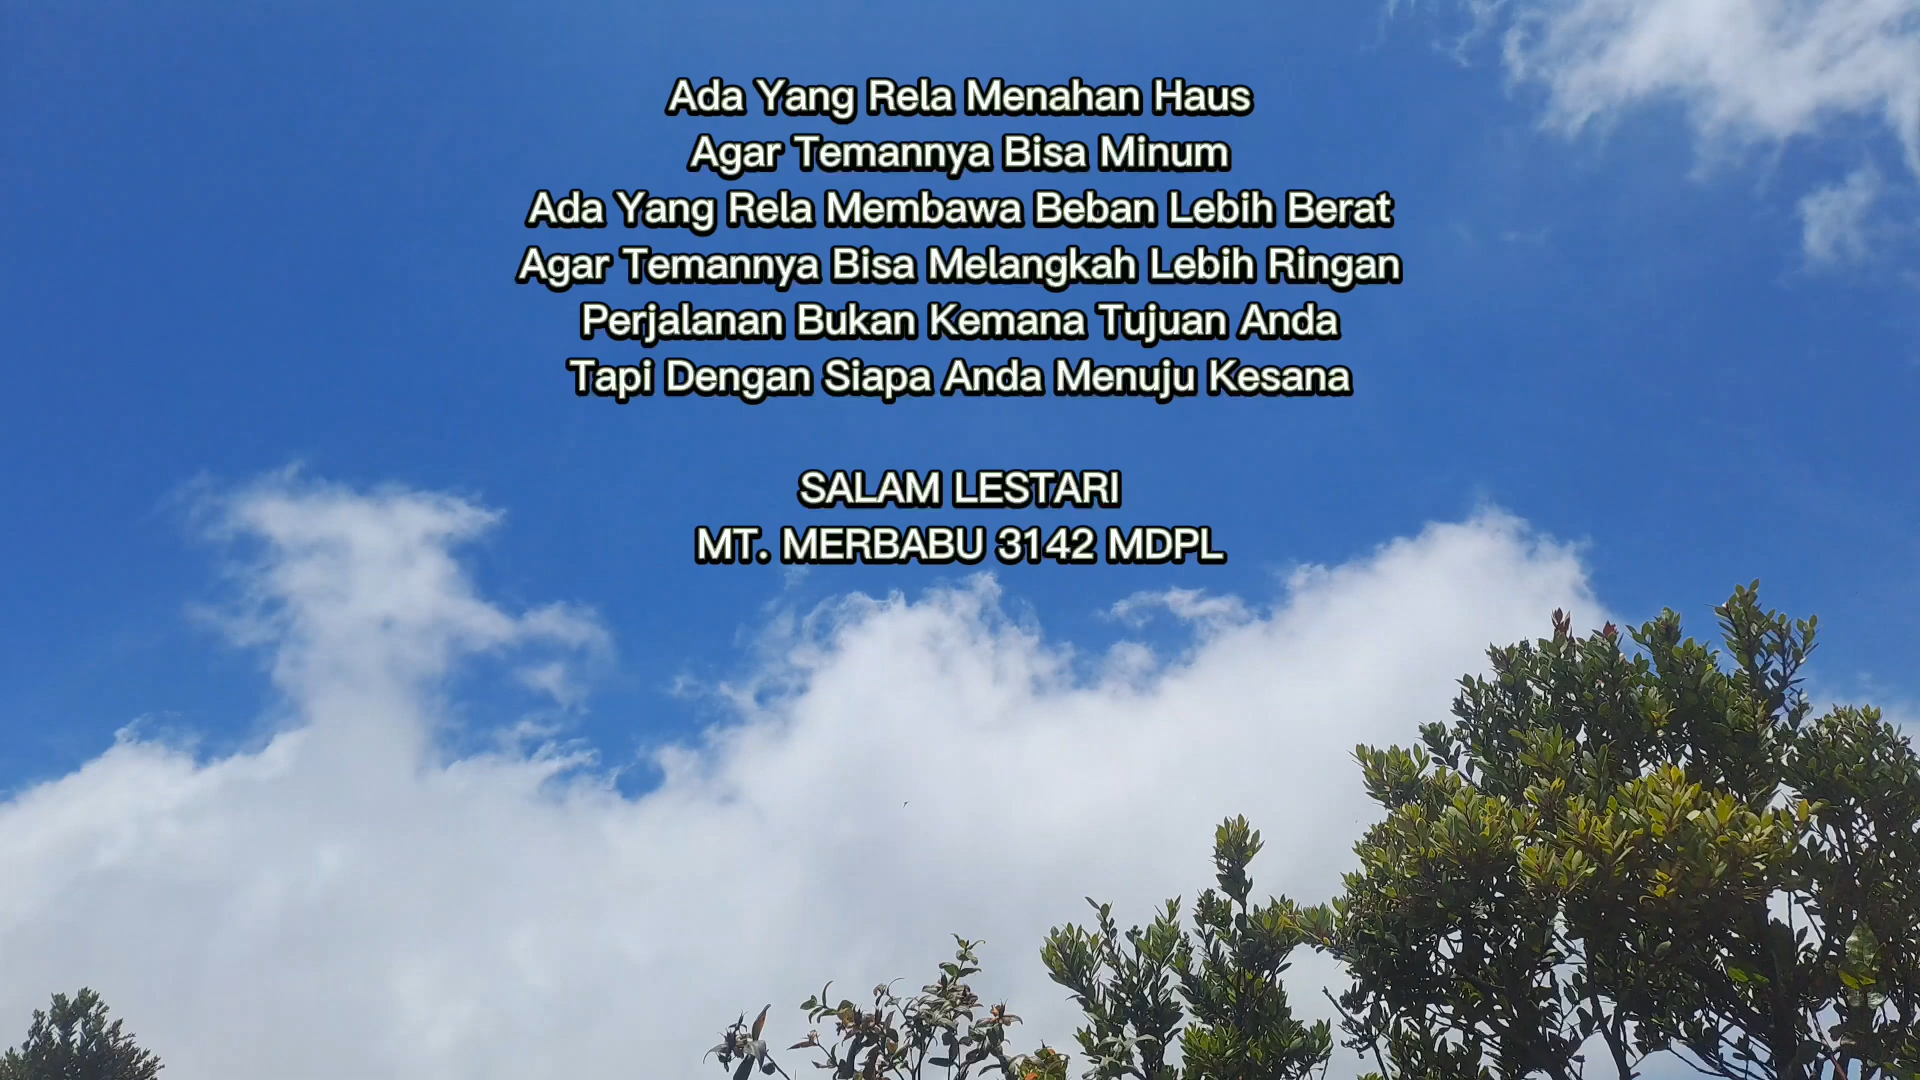 Ada Yang Rela Menahan Haus
Agar Temannya Bisa Minum
Ada Yang Rela Membawa Beban Lebih Berat
Agar Temannya Bisa Melangkah Lebih Ringan
Perjalanan Bukan Kemana Tujuan Anda
Tapi Dengan Siapa Anda Menuju Kesana
SALAM LESTARI
MT. MERBABU 3142 MDPL